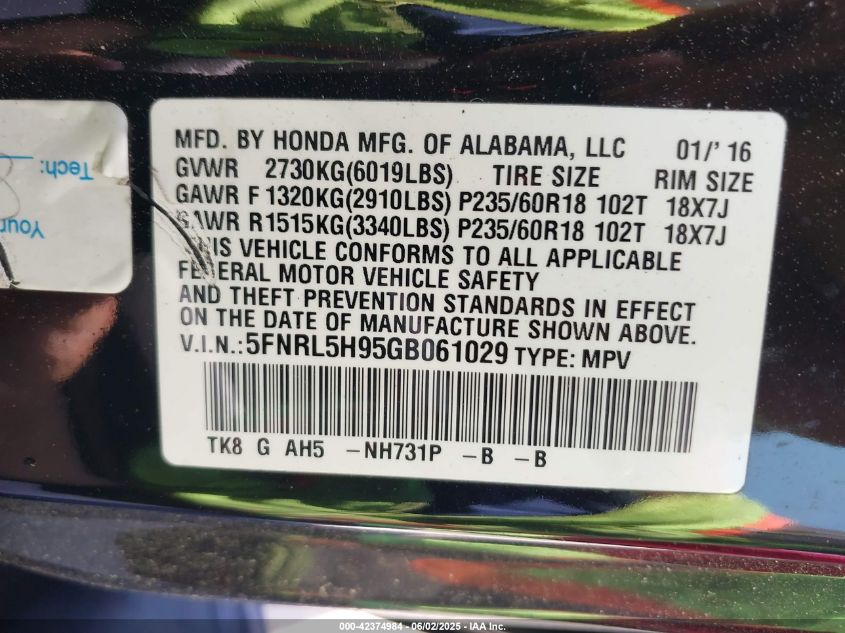 MFD. BY HONDA MFG. OF ALABAMA, LLC 01/'16
GVWR 2730KG(6019LBS) TIRE SIZE RIM SIZE
GAWR F 1320KG(2910LBS) P235/60R18 102T 18X7J
GAWR R1515KG(3340LBS) P235/60R18 102T 18X7J
THIS VEHICLE CONFORMS TO ALL APPLICABLE
FEDERAL MOTOR VEHICLE SAFETY
AND THEFT PREVENTION STANDARDS IN EFFECT
ON THE DATE OF MANUFACTURE SHOWN ABOVE.
V.I.N.:5FNRL5H95GB061029 TYPE: MPV
TK8 G AH5 -NH731P -B -B
Tech:
Your
000-42374984 - 06/02/2025 - IAA Inc.